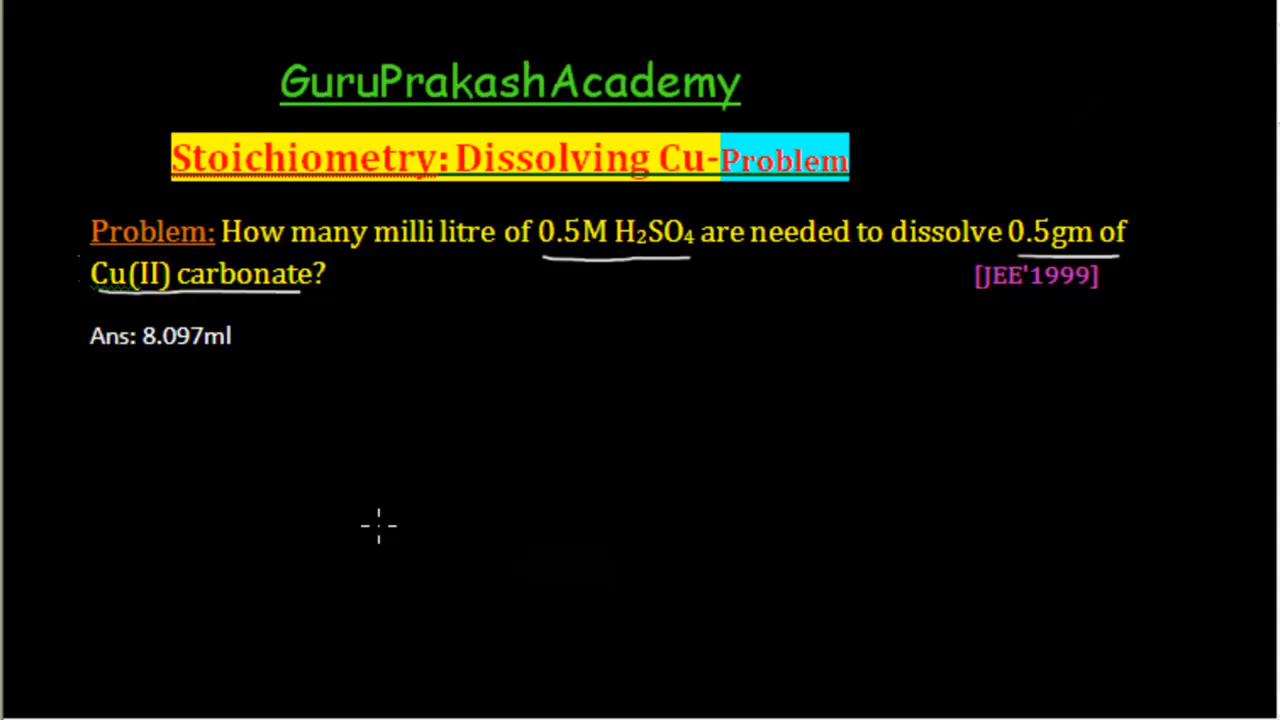 GuruPrakashAcademy
Stoichiometry: Dissolving Cu-Problem
Problem: How many milli litre of 0.5M H₂SO₄ are needed to dissolve 0.5gm of
Cu(II) carbonate?
[JEE'1999]
Ans: 8.097ml